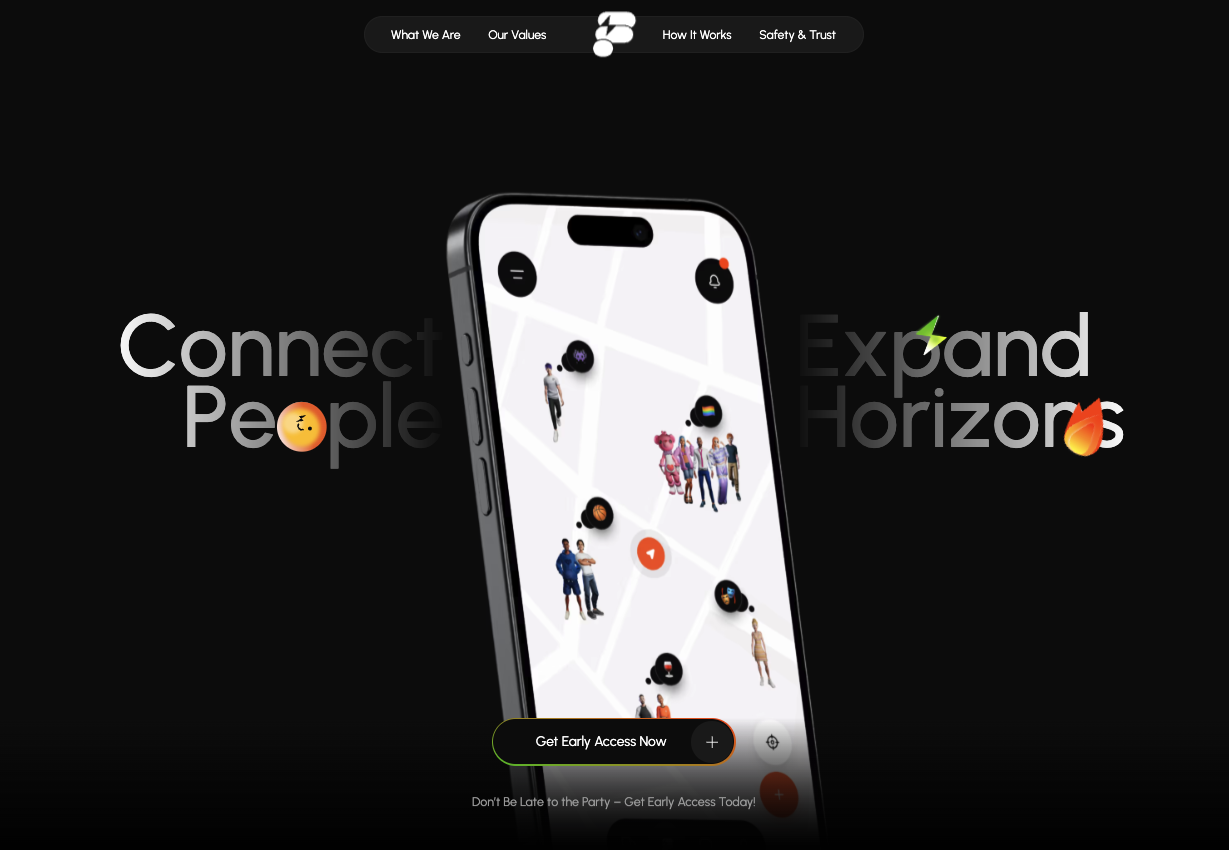 What We Are
Our Values
How It Works
Safety & Trust
Connect
People
Expand
Horizons
Get Early Access Now
Don't Be Late to the Party – Get Early Access Today!